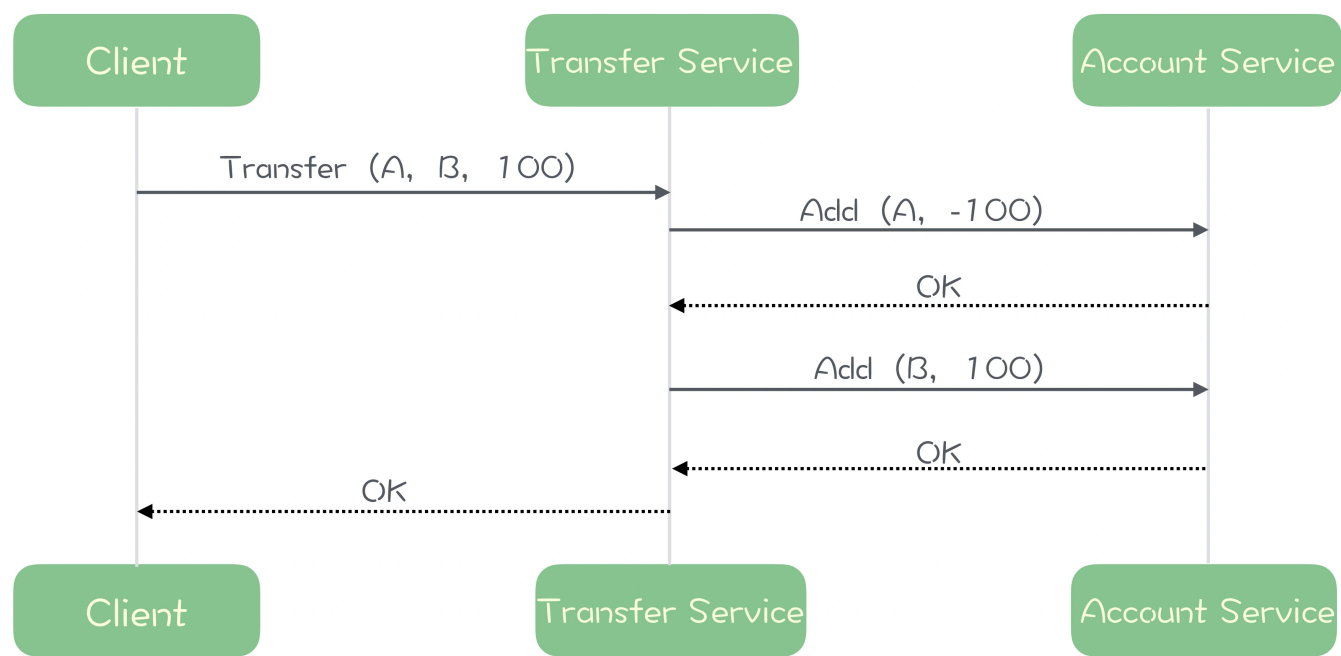 Client
Transfer Service
Account Service
Transfer (A, B, 100)
Add (A, -100)
OK
Add (B, 100)
OK
OK
Client
Transfer Service
Account Service